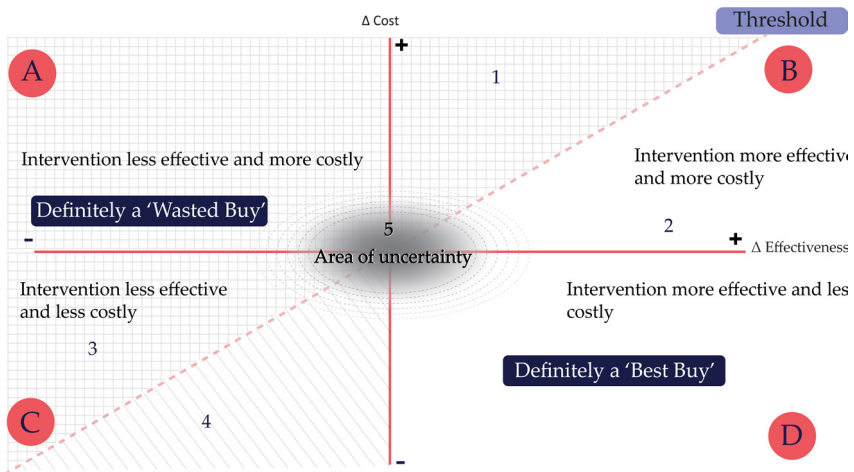 Δ Cost
Threshold
A
+
1
B
Intervention less effective and more costly
Intervention more effective
and more costly
Definitely a ‘Wasted Buy’
5
2
-
Area of uncertainty
+
Δ Effectiveness
Intervention less effective
and less costly
Intervention more effective and
costly
3
Definitely a ‘Best Buy’
C
4
D
-